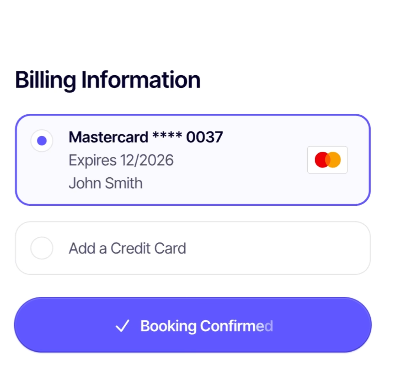 Billing Information
Mastercard **** 0037
Expires 12/2026
John Smith
Add a Credit Card
Booking Confirmed